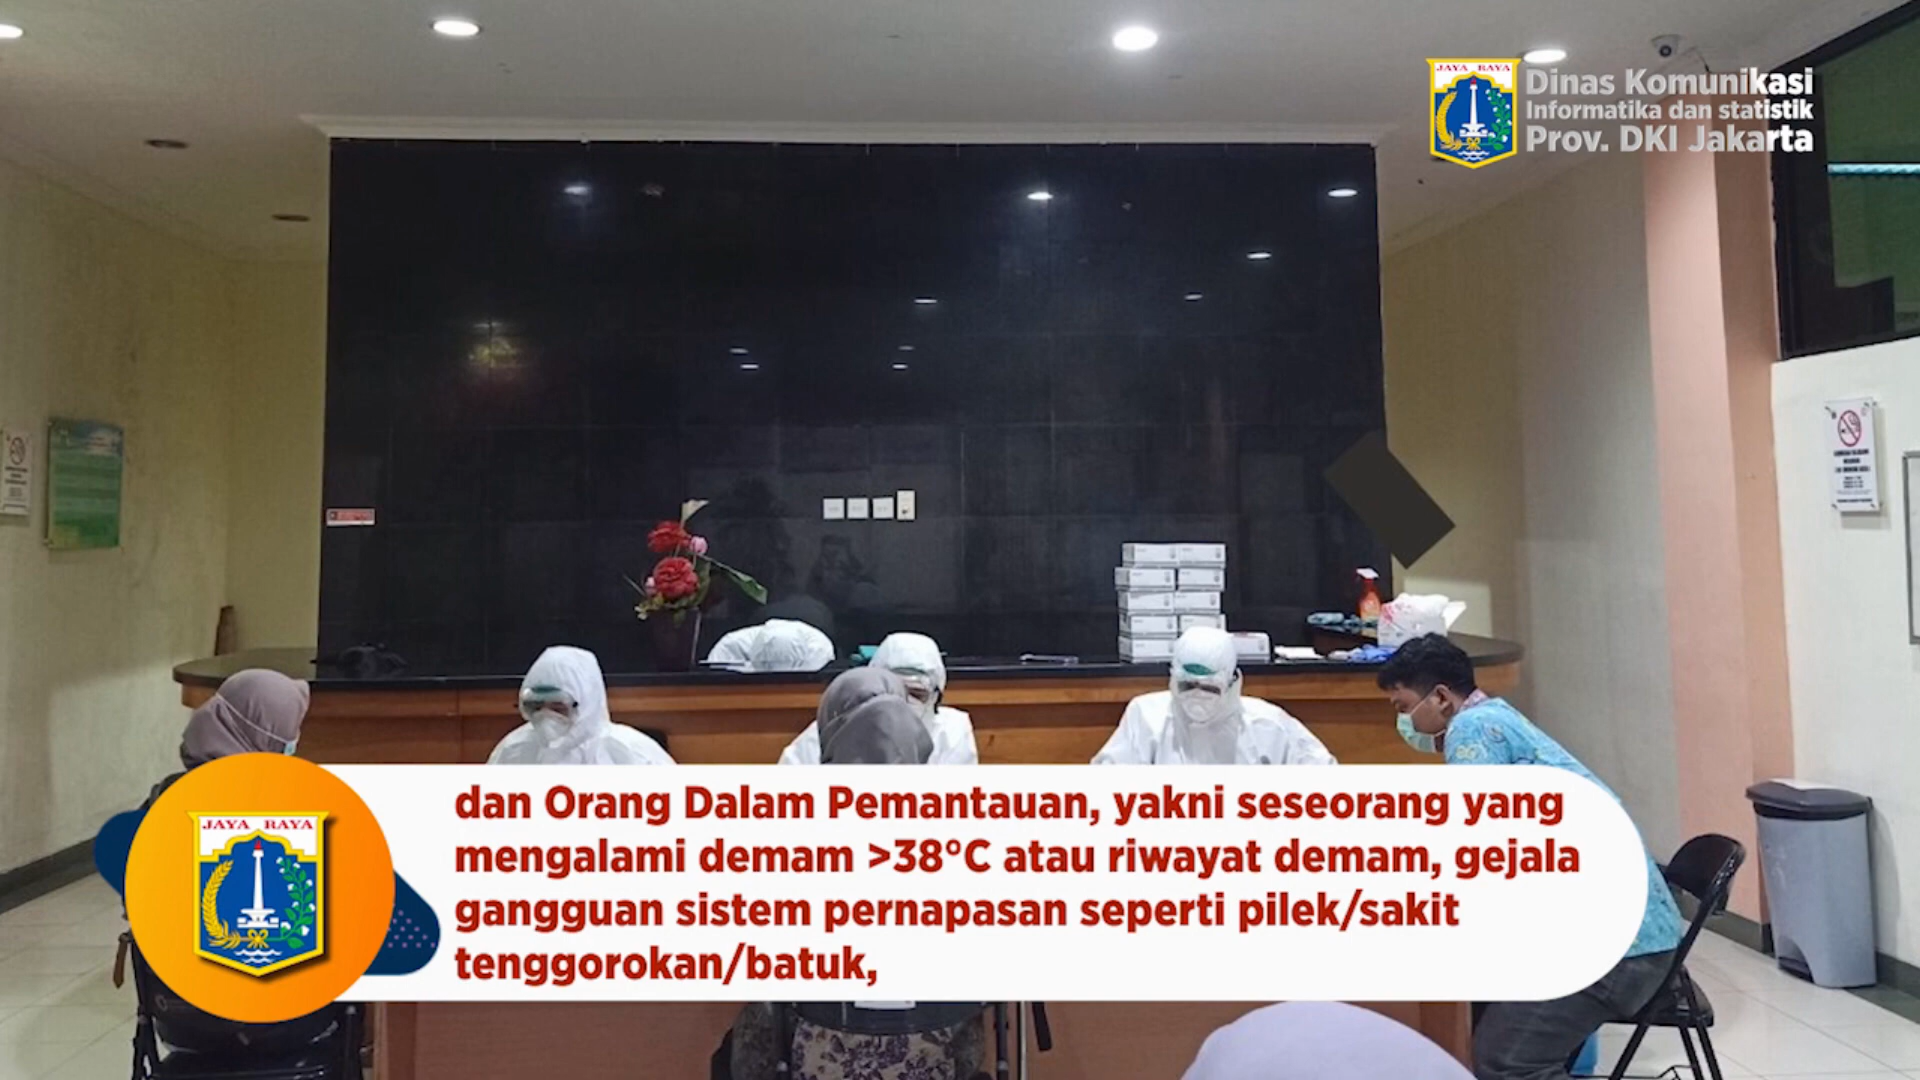 JAYA RAYA
Dinas Komunikasi
Informatika dan statistik
Prov. DKI Jakarta
JAYA RAYA
dan Orang Dalam Pemantauan, yakni seseorang yang
mengalami demam >38°C atau riwayat demam, gejala
gangguan sistem pernapasan seperti pilek/sakit
tenggorokan/batuk,